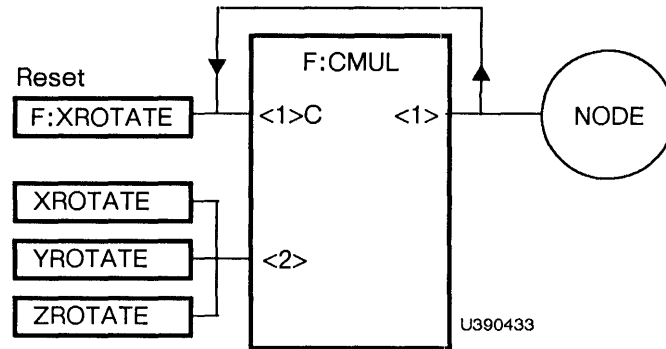 F:CMUL
Reset
F:XROTATE
<1>C
<1>
NODE
XROTATE
YROTATE
<2>
ZROTATE
U390433